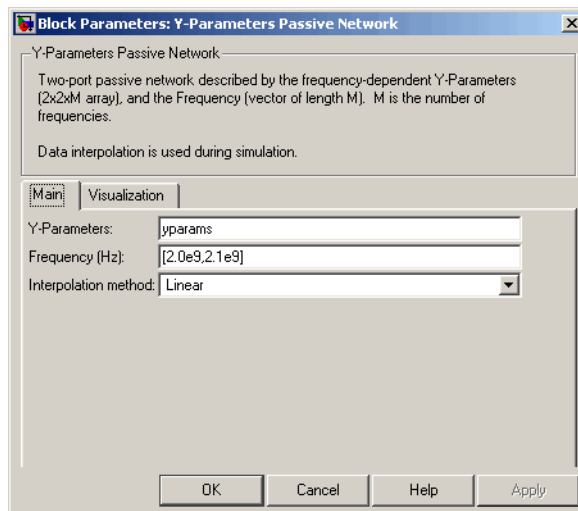 Block Parameters: Y-Parameters Passive Network
Y-Parameters Passive Network
Two-port passive network described by the frequency-dependent Y-Parameters
(2x2xM array), and the Frequency (vector of length M). M is the number of
frequencies.
Data interpolation is used during simulation.
Main Visualization
Y-Parameters: yparams
Frequency (Hz): [2.0e9,2.1e9]
Interpolation method: Linear
OK Cancel Help Apply